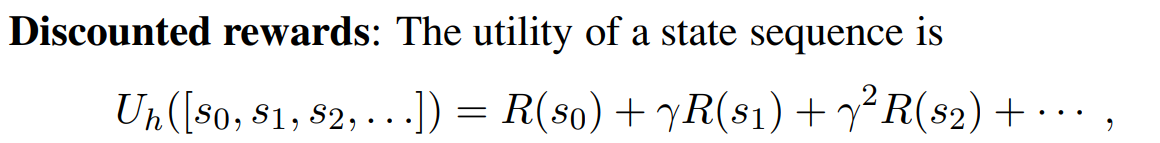 Discounted rewards: The utility of a state sequence is
U_h([s_0, s_1, s_2, . . .]) = R(s_0) + γR(s_1) + γ^2R(s_2) + · · · ,